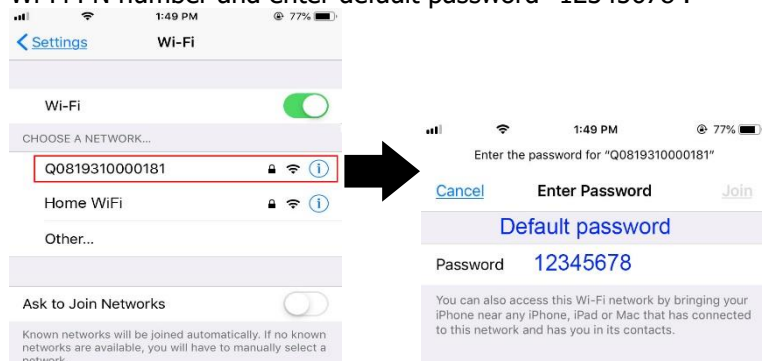 Wi-Fi PN number and enter default password "12345678".
1:49 PM
77%
Settings
Wi-Fi
Wi-Fi
CHOOSE A NETWORK...
Q0819310000181
Home WiFi
Other...
Ask to Join Networks
Known networks will be joined automatically. If no known
networks are available, you will have to manually select a
network.
1:49 PM
77%
Enter the password for “Q0819310000181”
Cancel
Enter Password
Join
Default password
Password 12345678
You can also access this Wi-Fi network by bringing your
iPhone near any iPhone, iPad or Mac that has connected
to this network and has you in its contacts.